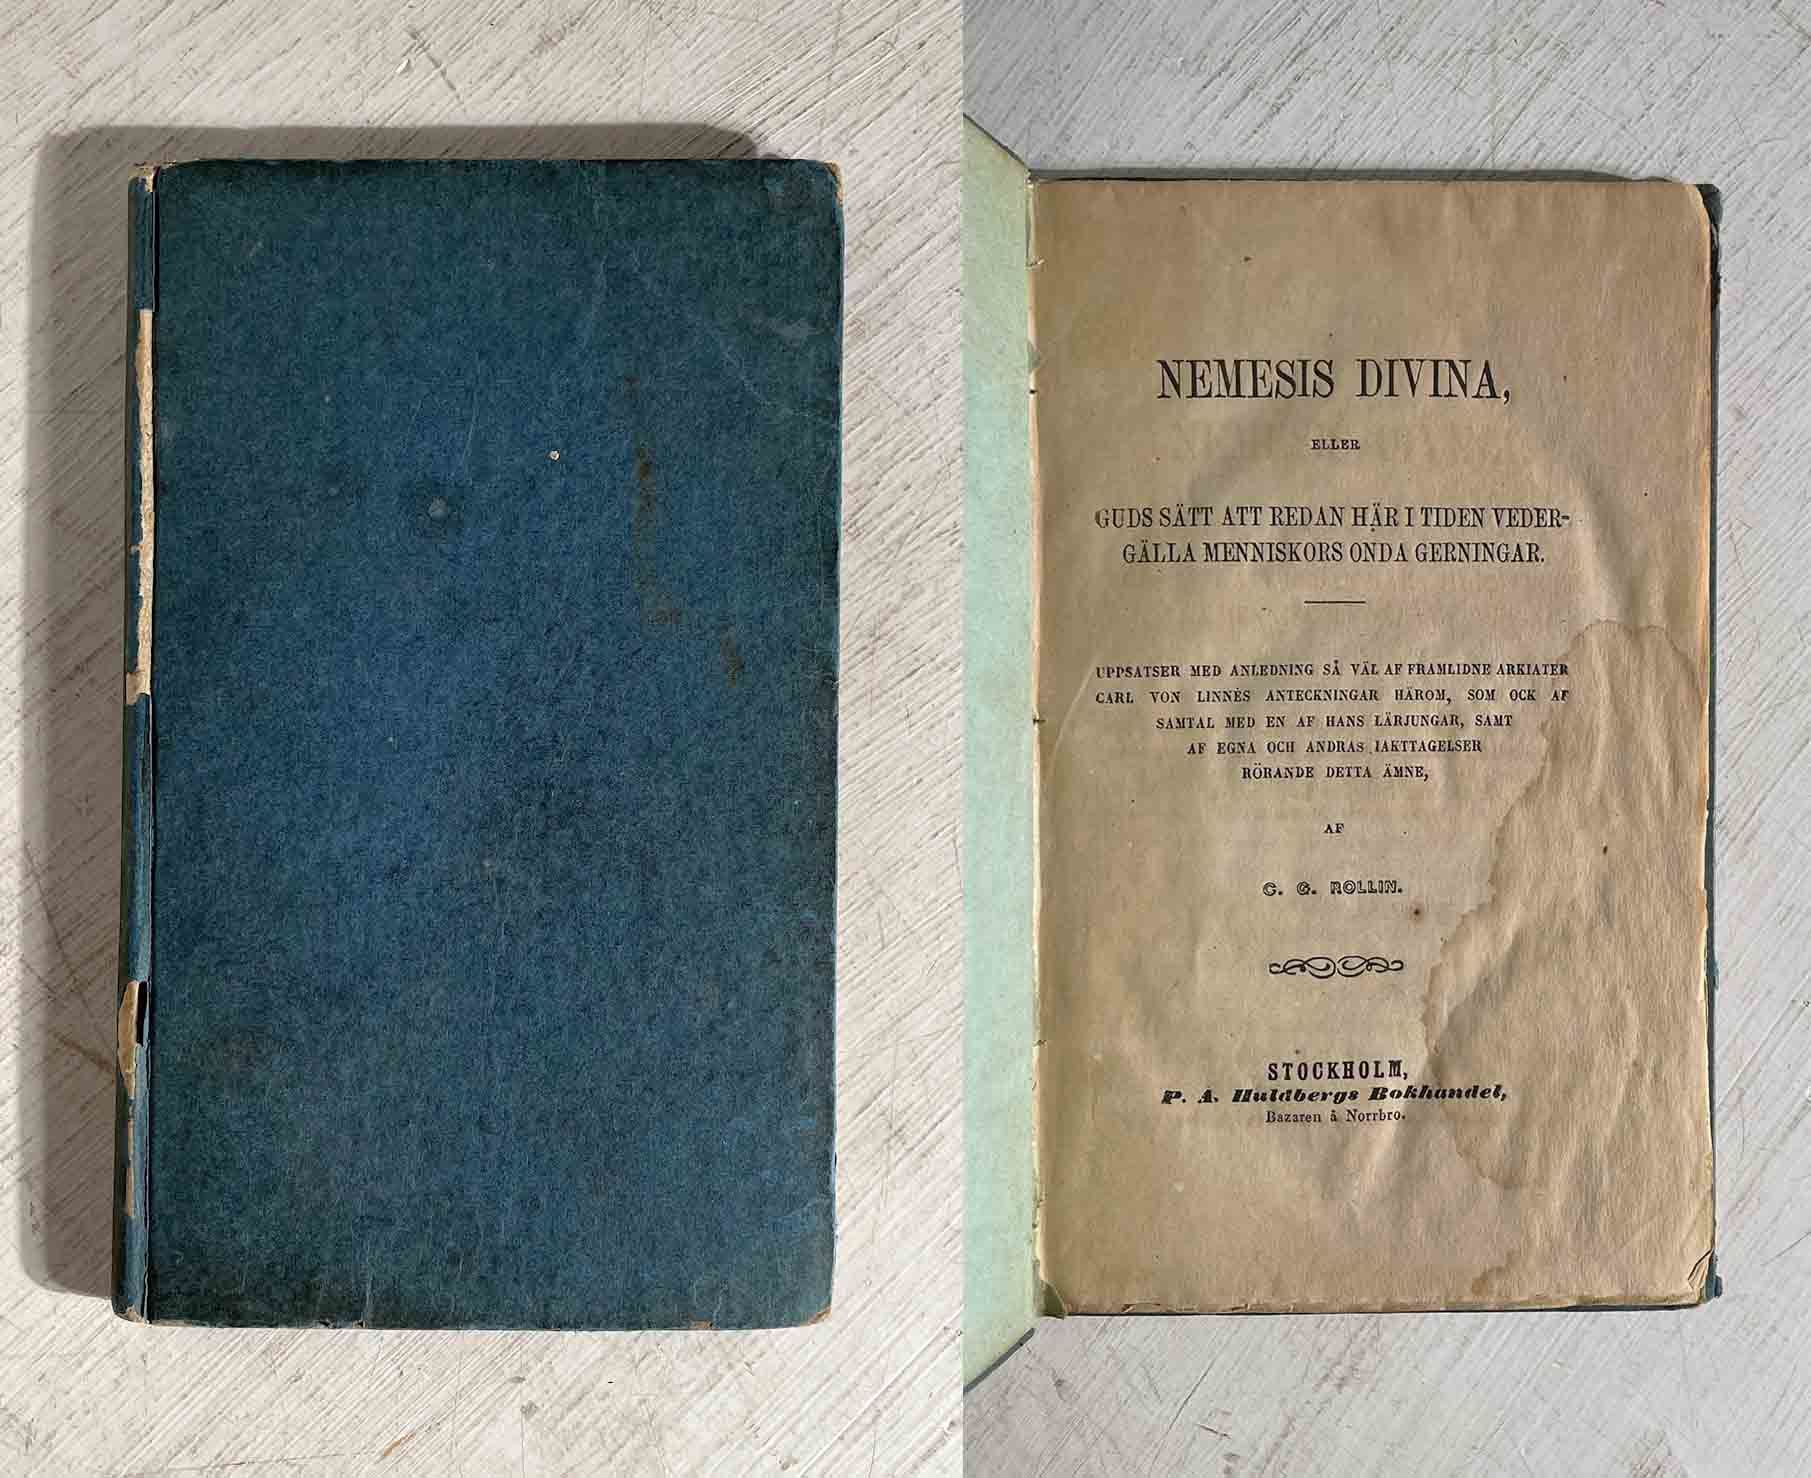 NEMESIS DIVINA,
ELLER
GUDS SÄTT ATT REDAN HÄR I TIDEN VEDER-
GÄLLA MENNISKORS ONDA GERNINGAR.
UPPSATSER MED ANLEDNING SÅ VÄL AF FRAMLIDNE ARKIATER
CARL VON LINNÉS ANTECKNINGAR HÄROM, SOM OCK AF
SAMTAL MED EN AF HANS LÄRJUNGAR, SAMT
AF EGNA OCH ANDRAS IAKTTAGELSER
RÖRANDE DETTA ÄMNE,
AF
C. G. ROLLIN.
STOCKHOLM,
P. A. Huldbergs Bokhandel,
Bazaren å Norrbro.